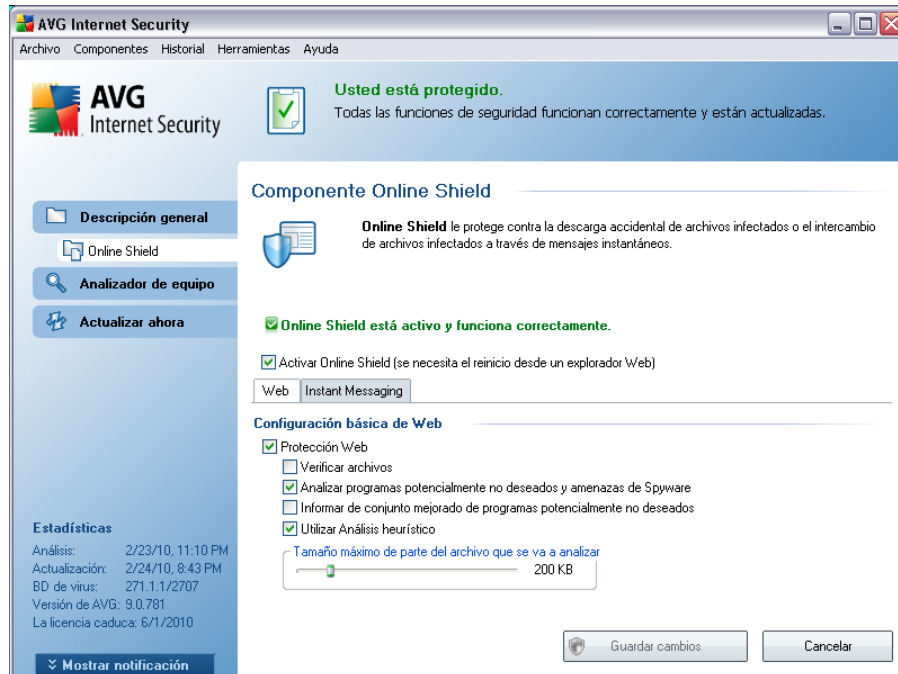 AVG Internet Security
Archivo Componentes Historial Herramientas Ayuda
AVG
Internet Security
Usted está protegido.
Todas las funciones de seguridad funcionan correctamente y están actualizadas.
Descripción general
Online Shield
Analizador de equipo
Actualizar ahora
Componente Online Shield
Online Shield le protege contra la descarga accidental de archivos infectados o el intercambio
de archivos infectados a través de mensajes instantáneos.
Online Shield está activo y funciona correctamente.
Activar Online Shield (se necesita el reinicio desde un explorador Web)
Web Instant Messaging
Configuración básica de Web
Protección Web
Verificar archivos
Analizar programas potencialmente no deseados y amenazas de Spyware
Informar de conjunto mejorado de programas potencialmente no deseados
Utilizar Análisis heurístico
Tamaño máximo de parte del archivo que se va a analizar
200 KB
Guardar cambios Cancelar
Estadísticas
Análisis: 2/23/10, 11:10 PM
Actualización: 2/24/10, 8:43 PM
BD de virus: 271.1.1/2707
Versión de AVG: 9.0.781
La licencia caduca: 6/1/2010
Mostrar notificación